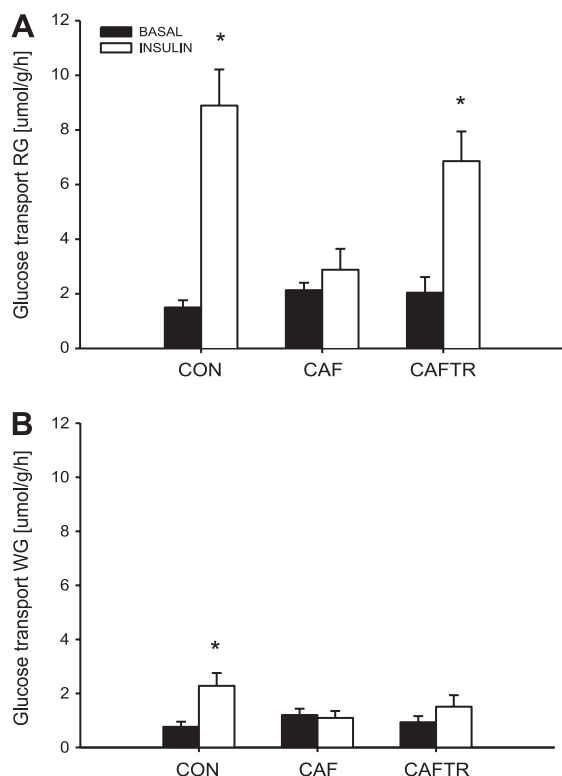 A
Glucose transport RG [umol/g/h]
12
10
8
6
4
2
0
BASAL
INSULIN
*
*
CON CAF CAFTR
B
Glucose transport WG [umol/g/h]
12
10
8
6
4
2
0
*
CON CAF CAFTR